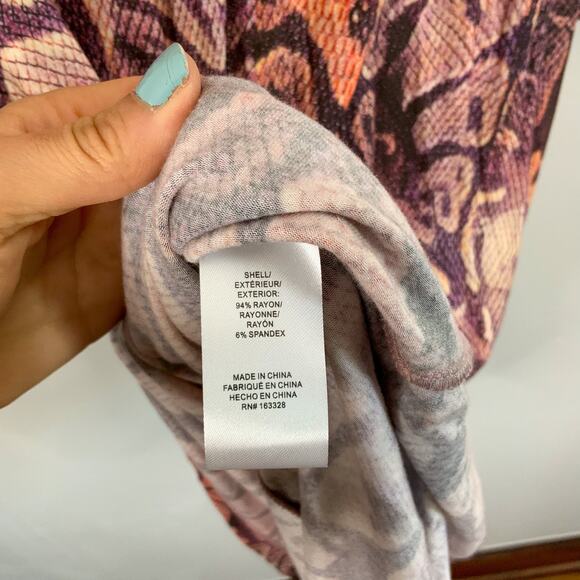 SHELL/
EXTÉRIEUR/
EXTERIOR:
94% RAYON/
RAYONNE/
RAYÓN
6% SPANDEX
MADE IN CHINA
FABRIQUÉ EN CHINA
HECHO EN CHINA
RN# 163328